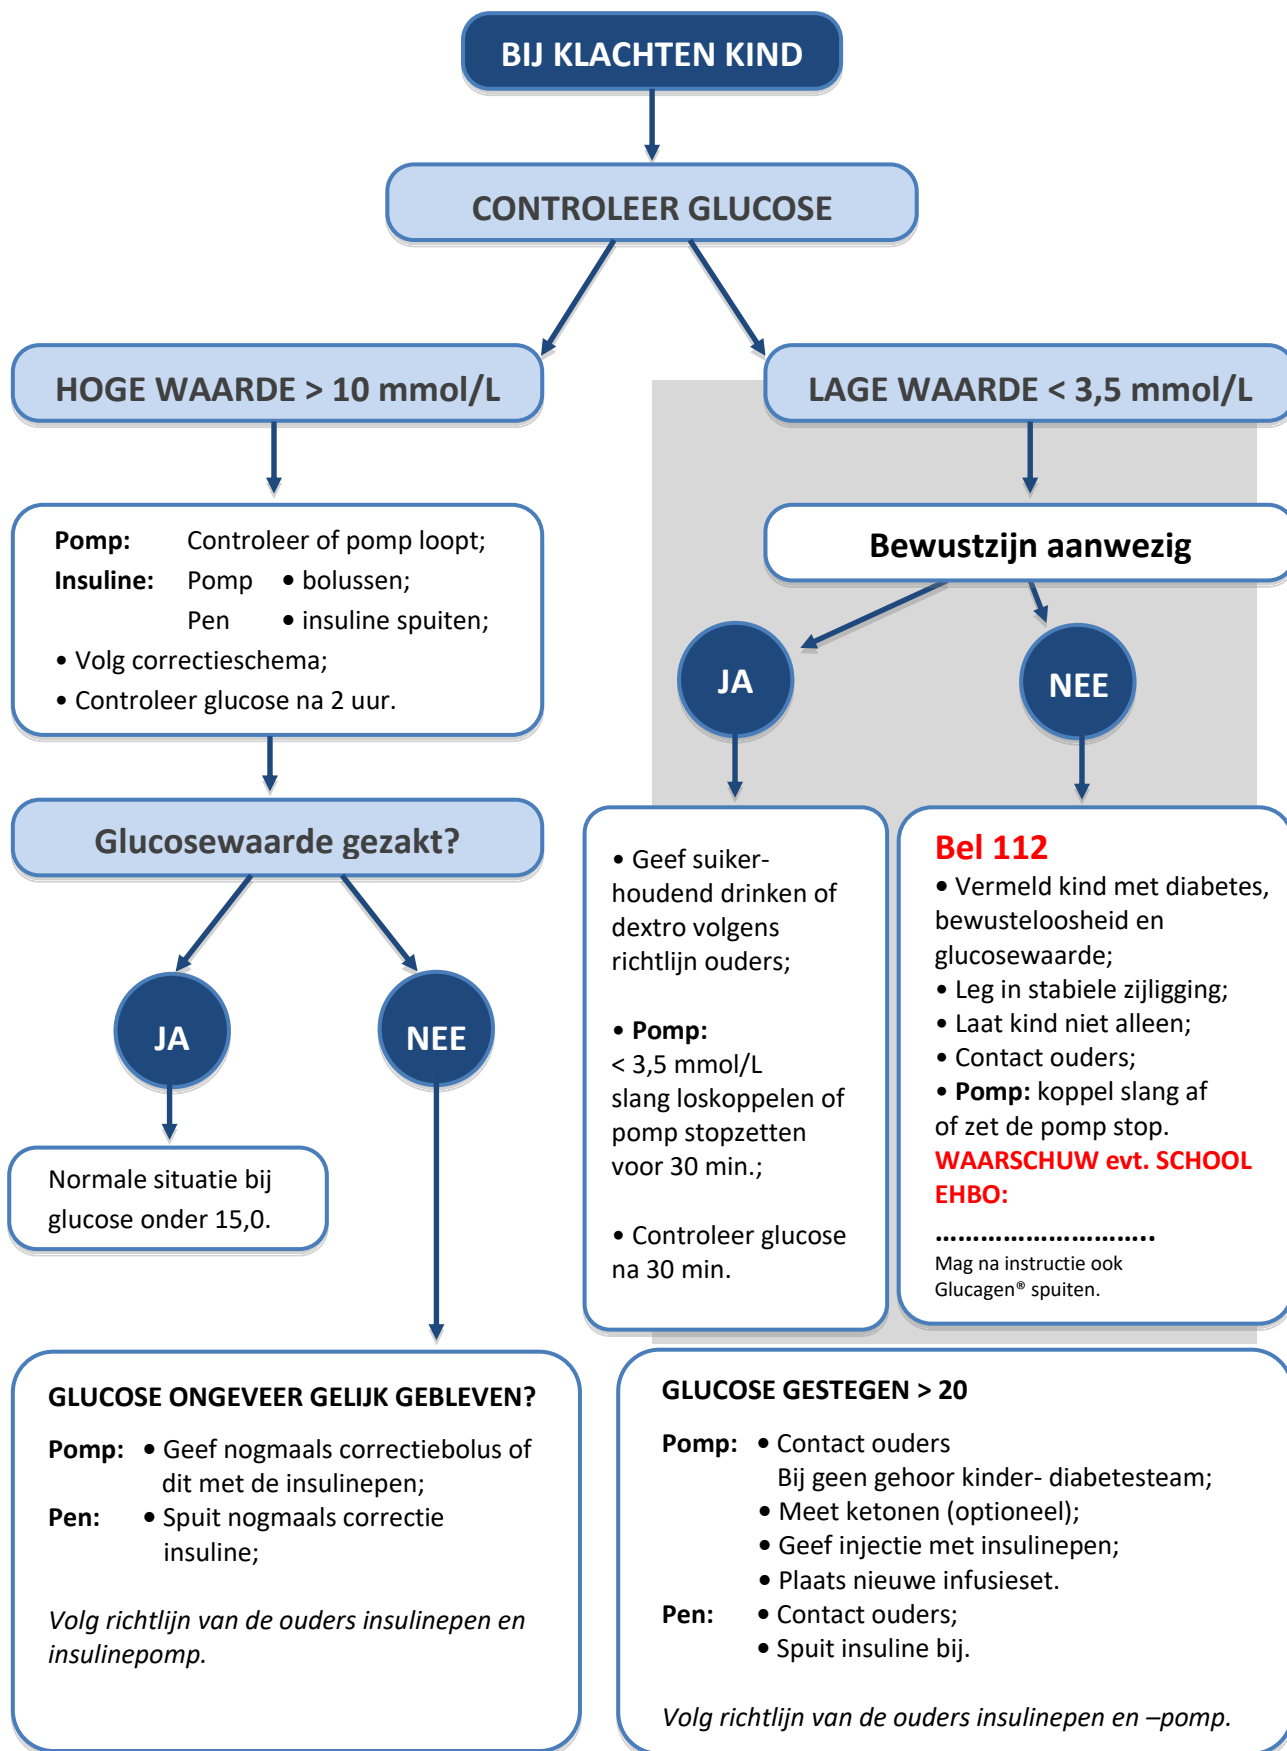 BIJ KLACHTEN KIND
CONTROLEER GLUCOSE
HOGE WAARDE > 10 mmol/L
LAGE WAARDE < 3,5 mmol/L
Pomp: Controleer of pomp loopt;
Insuline: Pomp • bolussen;
Pen • insuline spuiten;
• Volg correctieschema;
• Controleer glucose na 2 uur.
Bewustzijn aanwezig
JA
NEE
Glucosewaarde gezakt?
JA
NEE
Normale situatie bij
glucose onder 15,0.
• Geef suiker-
houdend drinken of
dextro volgens
richtlijn ouders;
• Pomp:
< 3,5 mmol/L
slang loskoppelen of
pomp stopzetten
voor 30 min.;
• Controleer glucose
na 30 min.
Bel 112
• Vermeld kind met diabetes,
bewusteloosheid en
glucosewaarde;
• Leg in stabiele zijligging;
• Laat kind niet alleen;
• Contact ouders;
• Pomp: koppel slang af
of zet de pomp stop.
WAARSCHUW evt. SCHOOL
EHBO:
………………………..
Mag na instructie ook
Glucagen® spuiten.
GLUCOSE ONGEVEER GELIJK GEBLEVEN?
Pomp: • Geef nogmaals correctiebolus of
dit met de insulinepen;
Pen: • Spuit nogmaals correctie
insuline;
Volg richtlijn van de ouders insulinepen en
insulinepomp.
GLUCOSE GESTEGEN > 20
Pomp: • Contact ouders
Bij geen gehoor kinder- diabetesteam;
• Meet ketonen (optioneel);
• Geef injectie met insulinepen;
• Plaats nieuwe infusieset.
Pen: • Contact ouders;
• Spuit insuline bij.
Volg richtlijn van de ouders insulinepen en –pomp.